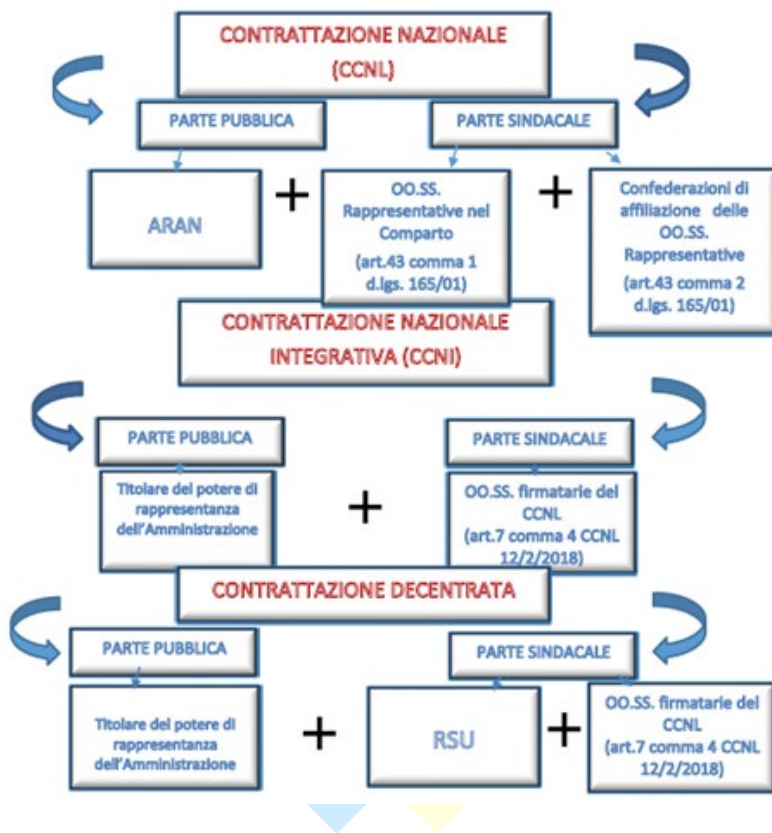 CONTRATTAZIONE NAZIONALE
(CCNL)
PARTE PUBBLICA
PARTE SINDACALE
ARAN
+
OO.SS.
Rappresentative nel
Comparto
(art.43 comma 1
d.lgs. 165/01)
+
Confederazioni di
affiliazione delle
OO.SS.
Rappresentative
(art.43 comma 2
d.lgs. 165/01)
CONTRATTAZIONE NAZIONALE
INTEGRATIVA (CCNI)
PARTE PUBBLICA
PARTE SINDACALE
Titolare del potere di
rappresentanza
dell'Amministrazione
+
OO.SS. firmatarie del
CCNL
(art.7 comma 4 CCNL
12/2/2018)
CONTRATTAZIONE DECENTRATA
PARTE PUBBLICA
PARTE SINDACALE
Titolare del potere di
rappresentanza
dell'Amministrazione
+
RSU
+
OO.SS. firmatarie del
CCNL
(art.7 comma 4 CCNL
12/2/2018)